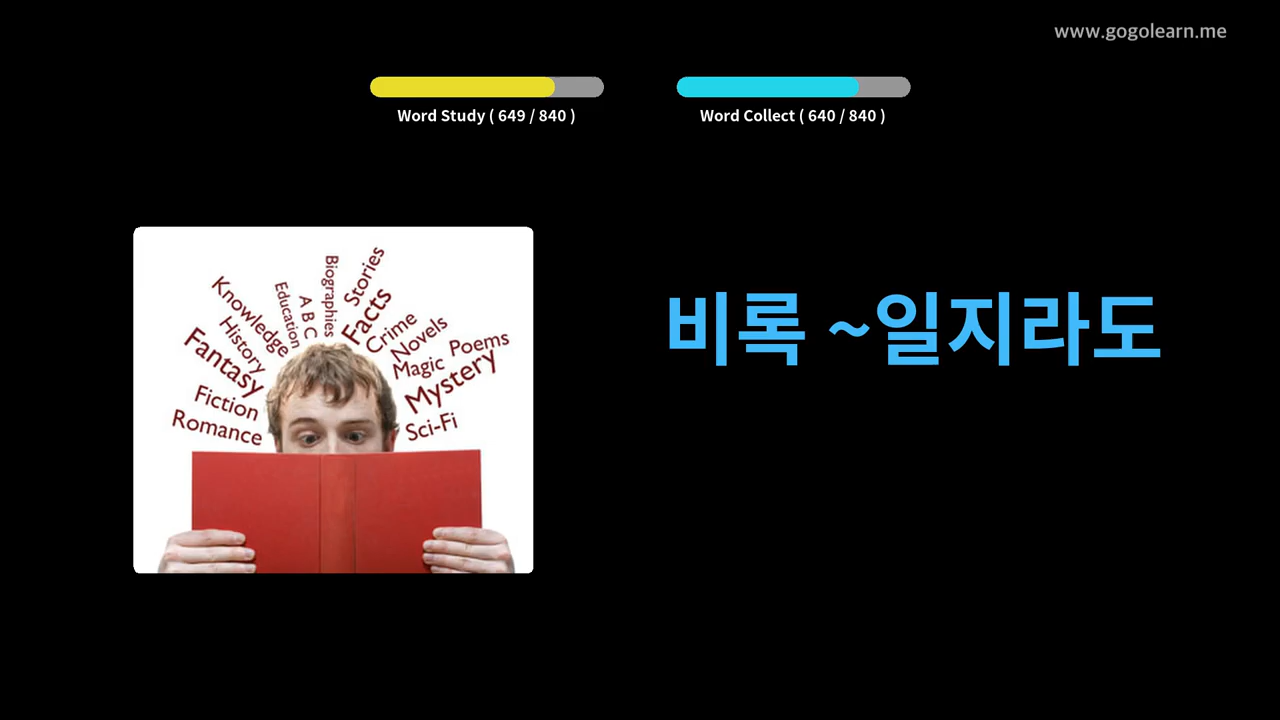 www.gogolearn.me
Word Study ( 649 / 840 )
Word Collect ( 640 / 840 )
비록 ~일지라도
Knowledge
History
Fantasy
Fiction
Romance
Education
A B C
Biographies
Stories
Facts
Crime
Novels
Magic
Poems
Mystery
Sci-Fi